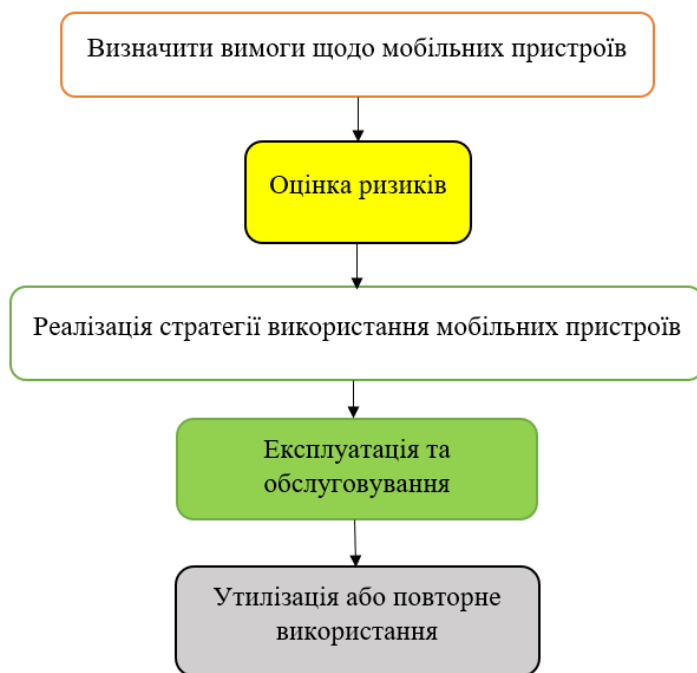 Визначити вимоги щодо мобільних пристроїв
Оцінка ризиків
Реалізація стратегії використання мобільних пристроїв
Експлуатація та
обслуговування
Утилізація або повторне
використання